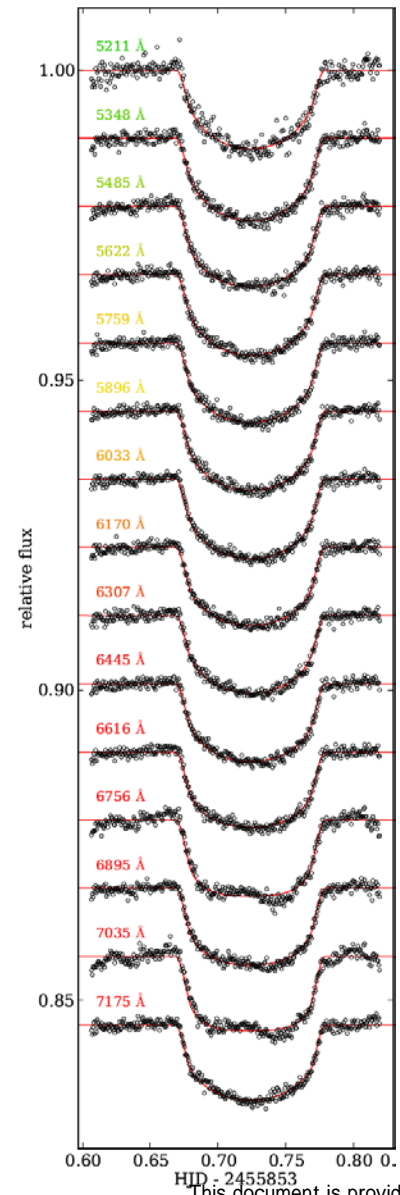 5211 Å
1.00
5348 Å
5485 Å
5622 Å
5759 Å
0.95
5896 Å
6033 Å
6170 Å
relative flux
6307 Å
6445 Å
0.90
6616 Å
6756 Å
6895 Å
7035 Å
0.85
7175 Å
0.60 0.65 0.70 0.75 0.80 0.
HJD - 2455853
This document is provid